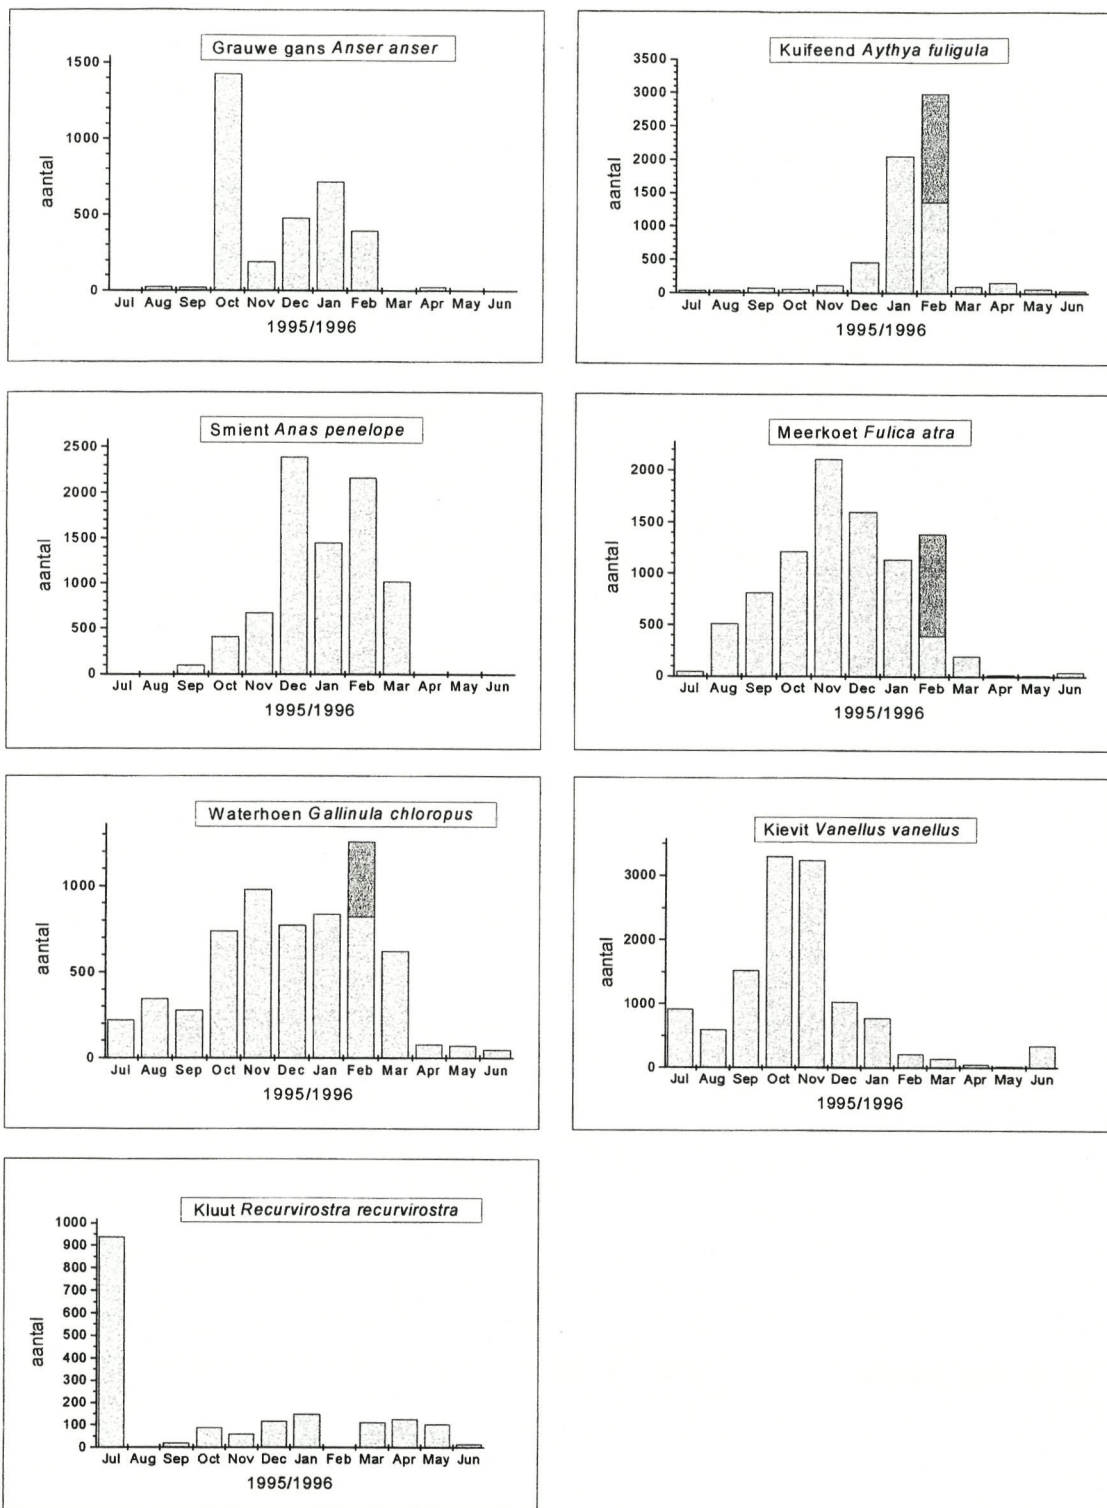 Grauwe gans Anser anser
1500
1000
500
0
aantal
Jul Aug Sep Oct Nov Dec Jan Feb Mar Apr May Jun
1995/1996
Kuifeend Aythya fuligula
3500
3000
2500
2000
1500
1000
500
0
aantal
Jul Aug Sep Oct Nov Dec Jan Feb Mar Apr May Jun
1995/1996
Smient Anas penelope
2500
2000
1500
1000
500
0
aantal
Jul Aug Sep Oct Nov Dec Jan Feb Mar Apr May Jun
1995/1996
Meerkoet Fulica atra
2000
1500
1000
500
0
aantal
Jul Aug Sep Oct Nov Dec Jan Feb Mar Apr May Jun
1995/1996
Waterhoen Gallinula chloropus
1000
500
0
aantal
Jul Aug Sep Oct Nov Dec Jan Feb Mar Apr May Jun
1995/1996
Kievit Vanellus vanellus
3000
2000
1000
0
aantal
Jul Aug Sep Oct Nov Dec Jan Feb Mar Apr May Jun
1995/1996
Kluut Recurvirostra recurvirostra
1000
900
800
700
600
500
400
300
200
100
0
aantal
Jul Aug Sep Oct Nov Dec Jan Feb Mar Apr May Jun
1995/1996